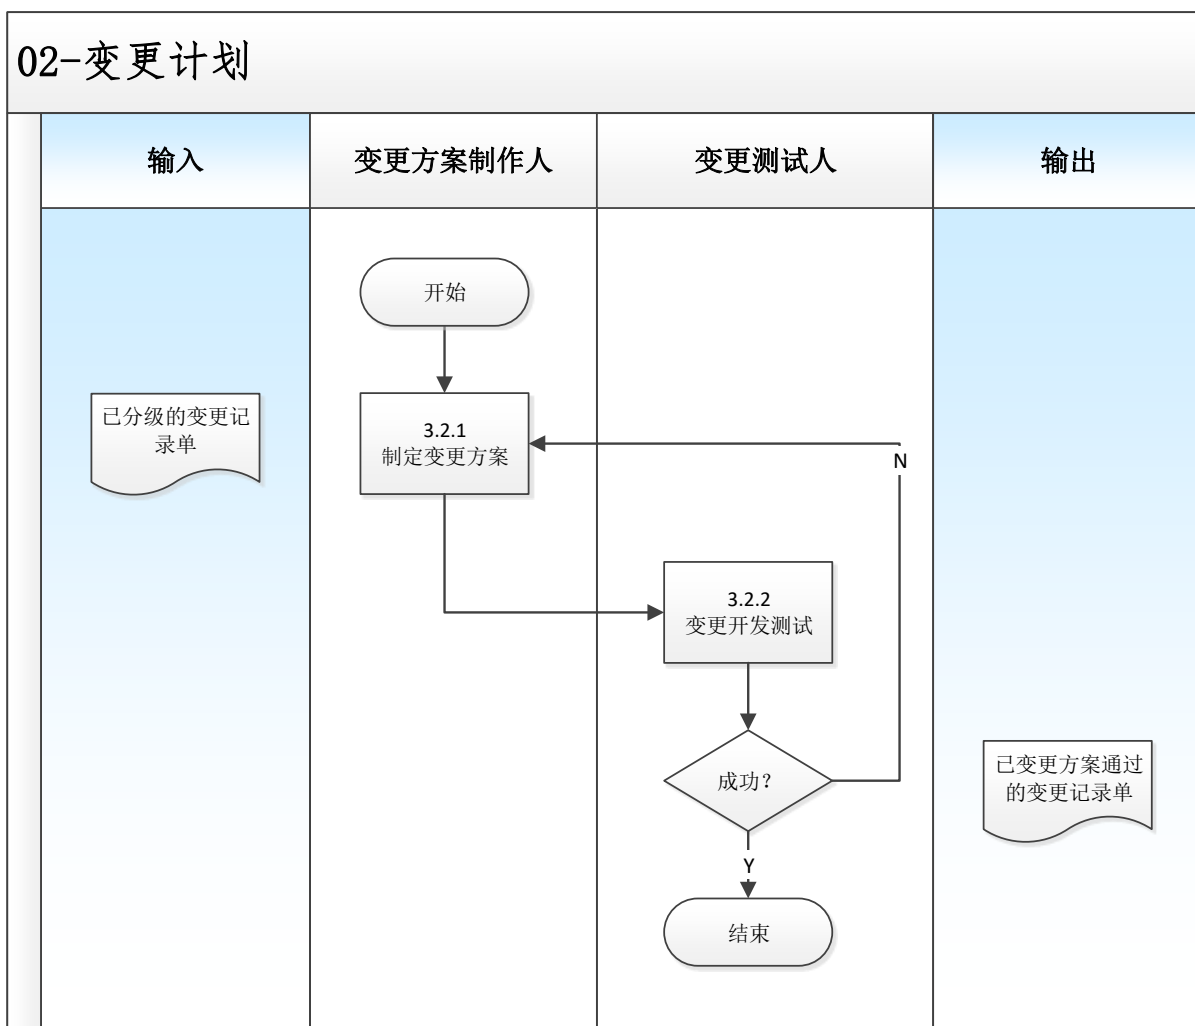 02-变更计划
输入
变更方案制作人
变更测试人
输出
开始
已分级的变更记
录单
3.2.1
制定变更方案
N
3.2.2
变更开发测试
成功?
已变更方案通过
的变更记录单
Y
结束